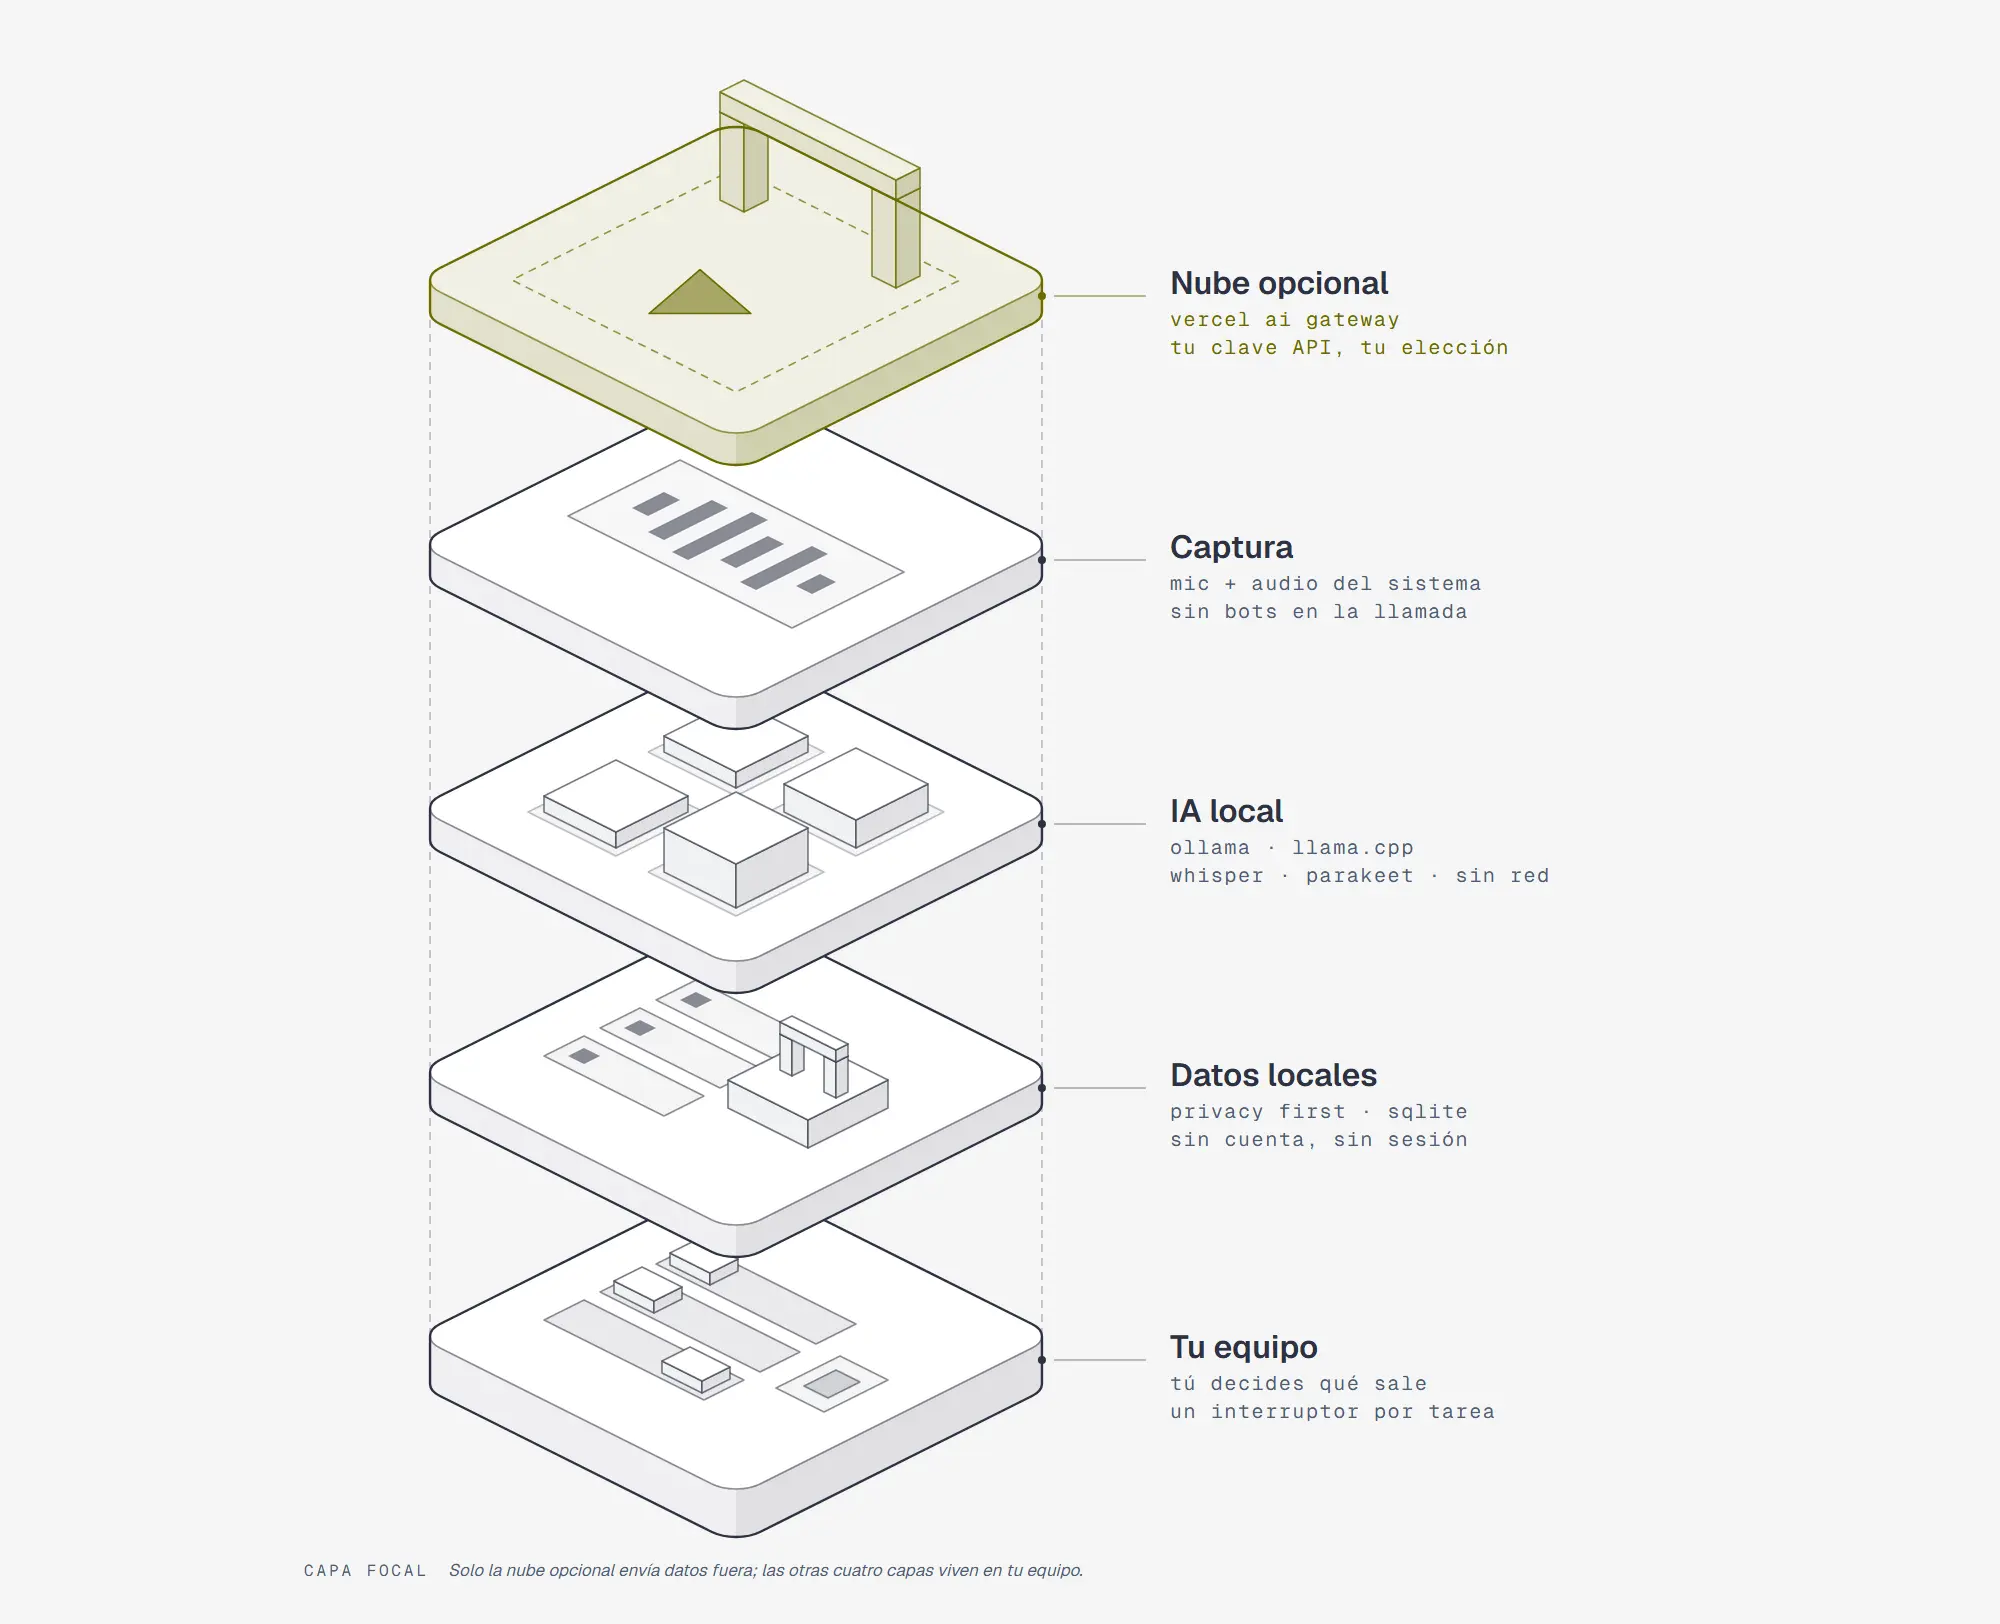 Nube opcional
vercel ai gateway
tu clave API, tu elección
Captura
mic + audio del sistema
sin bots en la llamada
IA local
ollama · llama.cpp
whisper · parakeet · sin red
Datos locales
privacy first · sqlite
sin cuenta, sin sesión
Tu equipo
tú decides qué sale
un interruptor por tarea
CAPA FOCAL Solo la nube opcional envía datos fuera; las otras cuatro capas viven en tu equipo.